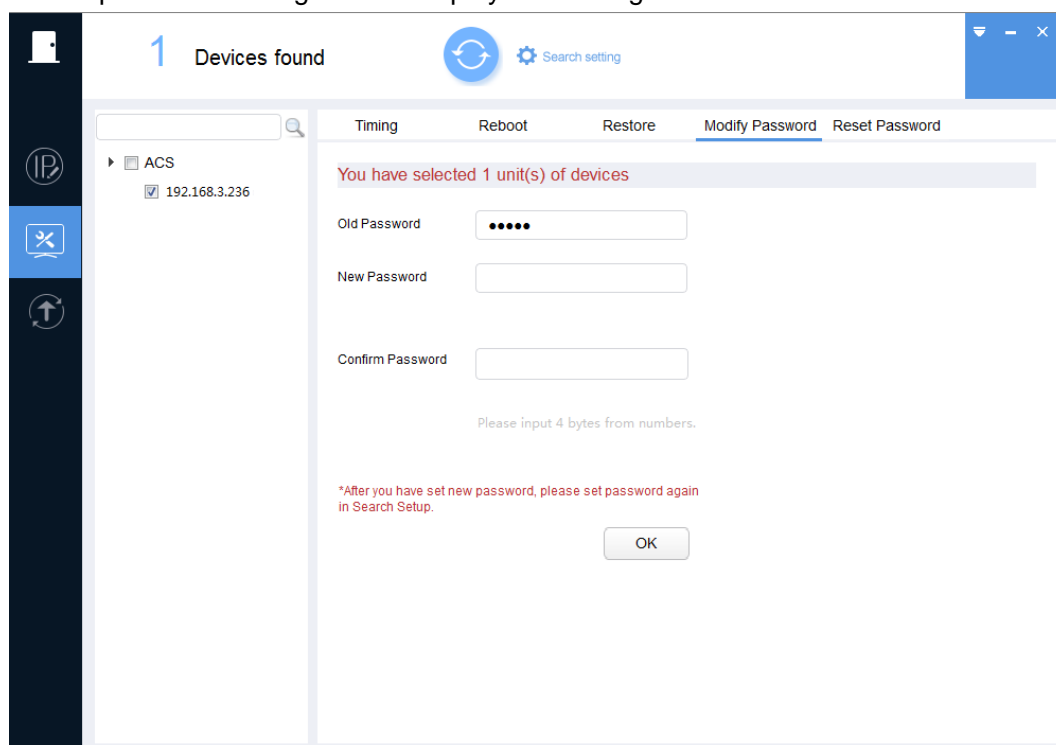 1 Devices found
Search setting
Timing Reboot Restore Modify Password Reset Password
IP
ACS
192.168.3.236
You have selected 1 unit(s) of devices
Old Password •••••
New Password
Confirm Password
Please input 4 bytes from numbers.
*After you have set new password, please set password again
in Search Setup.
OK